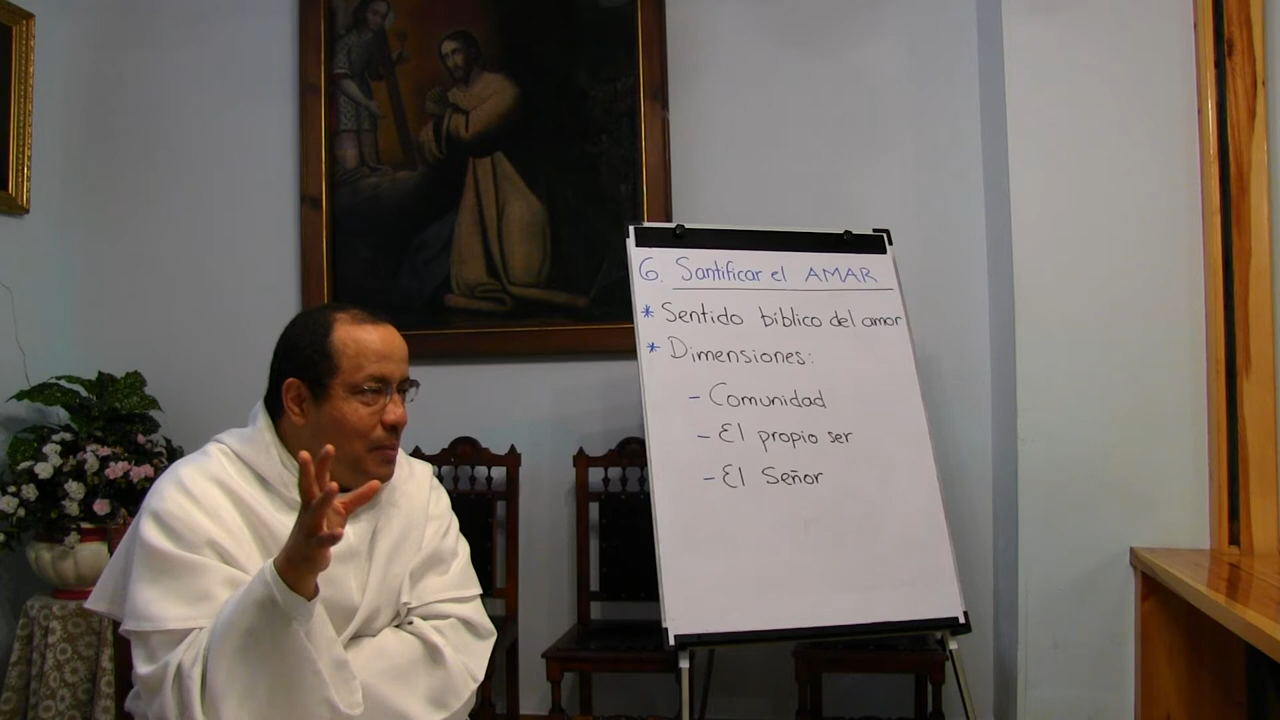 6. Santificar el AMAR
* Sentido bíblico del amor
* Dimensiones:
- Comunidad
- El propio ser
- El Señor